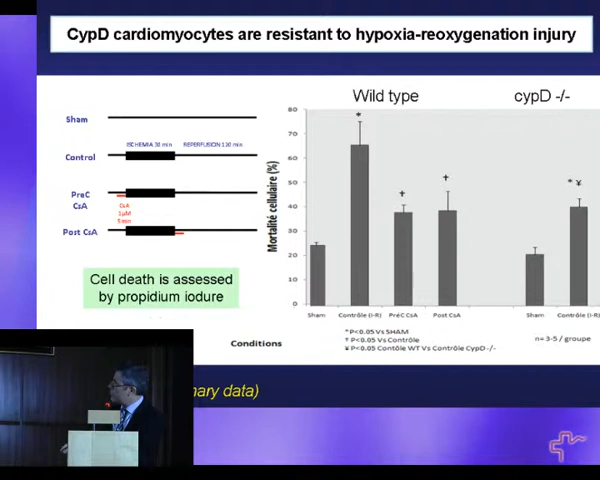 CypD cardiomyocytes are resistant to hypoxia-reoxygenation injury
Sham
ISCHEMIA 30 min REPERFUSION 120 min
Control
PreC
CsA
CsA
1µM
5min
Post CsA
Cell death is assessed
by propidium iodure
Wild type
cypD -/-
Mortalité cellulaire (%)
80
70
60
50
40
30
20
10
0
*
✝
✝
* ¥
Sham Contrôle (I-R) PréC CsA Post CsA Sham Contrôle (I-R)
Conditions
*P<0.05 Vs SHAM
✝ P<0.05 Vs Contrôle
¥ P<0.05 Contôle WT Vs Contrôle CypD -/-
n= 3-5 / groupe
nary data)